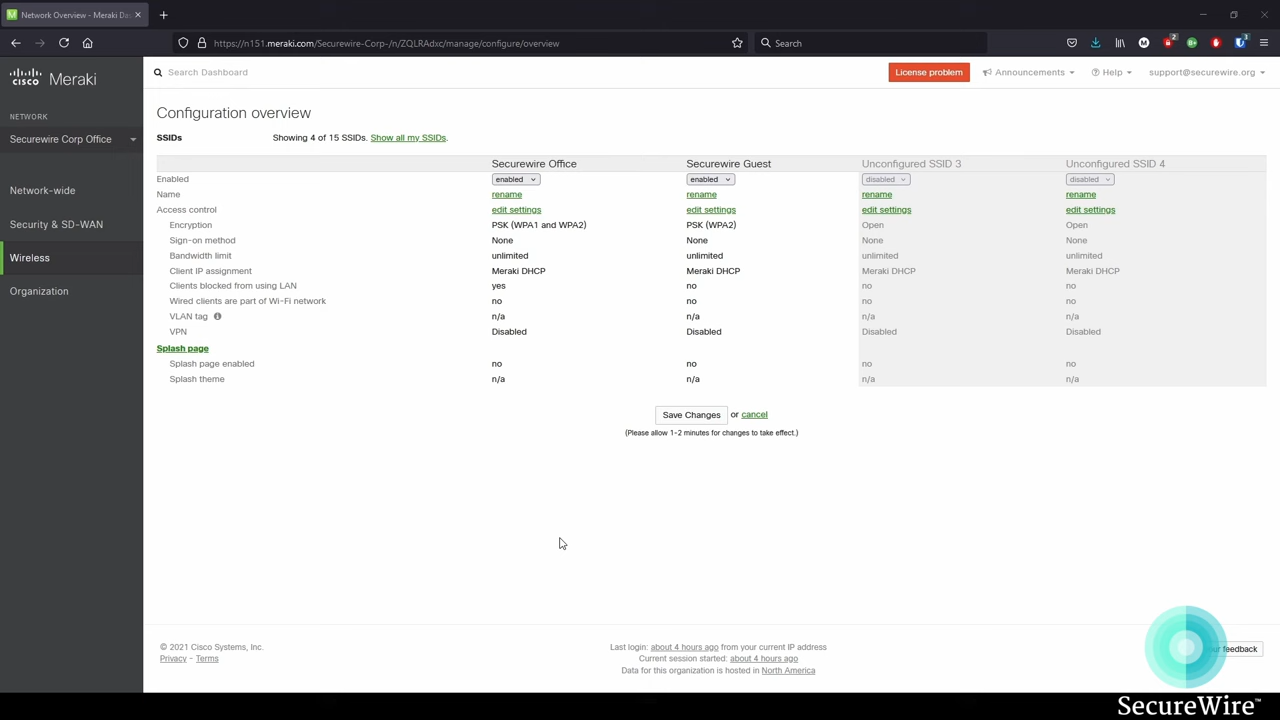 Network Overview - Meraki Das
https://n151.meraki.com/Securewire-Corp-/n/ZQLRAdxc/manage/configure/overview
Search
2
3
cisco Meraki
Search Dashboard
License problem
Announcements
Help
support@securewire.org
NETWORK
Securewire Corp Office
Network-wide
Security & SD-WAN
Wireless
Organization
Configuration overview
SSIDs Showing 4 of 15 SSIDs. Show all my SSIDs.
Securewire Office Securewire Guest Unconfigured SSID 3 Unconfigured SSID 4
Enabled enabled enabled disabled disabled
Name rename rename rename rename
Access control edit settings edit settings edit settings edit settings
Encryption PSK (WPA1 and WPA2) PSK (WPA2) Open Open
Sign-on method None None None None
Bandwidth limit unlimited unlimited unlimited unlimited
Client IP assignment Meraki DHCP Meraki DHCP Meraki DHCP Meraki DHCP
Clients blocked from using LAN yes no no no
Wired clients are part of Wi-Fi network no no no no
VLAN tag n/a n/a n/a n/a
VPN Disabled Disabled Disabled Disabled
Splash page
Splash page enabled no no no no
Splash theme n/a n/a n/a n/a
Save Changes or cancel
(Please allow 1-2 minutes for changes to take effect.)
© 2021 Cisco Systems, Inc.
Privacy - Terms
Last login: about 4 hours ago from your current IP address
Current session started: about 4 hours ago
Data for this organization is hosted in North America
feedback
SecureWire™